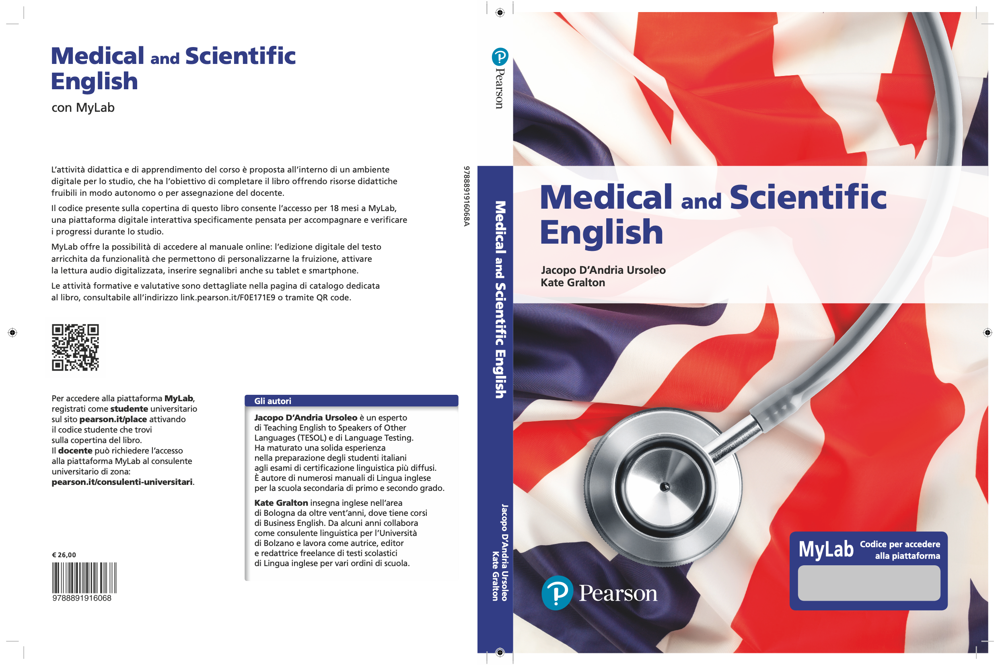 Medical and Scientific
English
con MyLab
L’attività didattica e di apprendimento del corso è proposta all’interno di un ambiente
digitale per lo studio, che ha l’obiettivo di completare il libro offrendo risorse didattiche
fruibili in modo autonomo o per assegnazione del docente.
Il codice presente sulla copertina di questo libro consente l’accesso per 18 mesi a MyLab,
una piattaforma digitale interattiva specificamente pensata per accompagnare e verificare
i progressi durante lo studio.
MyLab offre la possibilità di accedere al manuale online: l’edizione digitale del testo
arricchita da funzionalità che permettono di personalizzarne la fruizione, attivare
la lettura audio digitalizzata, inserire segnalibri anche su tablet e smartphone.
Le attività formative e valutative sono dettagliate nella pagina di catalogo dedicata
al libro, consultabile all’indirizzo link.pearson.it/F0E171E9 o tramite QR code.
Per accedere alla piattaforma MyLab,
registrati come studente universitario
sul sito pearson.it/place attivando
il codice studente che trovi
sulla copertina del libro.
Il docente può richiedere l’accesso
alla piattaforma MyLab al consulente
universitario di zona:
pearson.it/consulenti-universitari.
€ 26,00
9788891916068
Gli autori
Jacopo D’Andria Ursoleo è un esperto
di Teaching English to Speakers of Other
Languages (TESOL) e di Language Testing.
Ha maturato una solida esperienza
nella preparazione degli studenti italiani
agli esami di certificazione linguistica più diffusi.
È autore di numerosi manuali di Lingua inglese
per la scuola secondaria di primo e secondo grado.
Kate Gralton insegna inglese nell’area
di Bologna da oltre vent’anni, dove tiene corsi
di Business English. Da alcuni anni collabora
come consulente linguistica per l’Università
di Bolzano e lavora come autrice, editor
e redattrice freelance di testi scolastici
di Lingua inglese per vari ordini di scuola.
9788891916068A
Pearson
Medical and Scientific English
Jacopo D’Andria Ursoleo
Kate Gralton
Medical and Scientific
English
Jacopo D’Andria Ursoleo
Kate Gralton
Pearson
MyLab
Codice per accedere
alla piattaforma